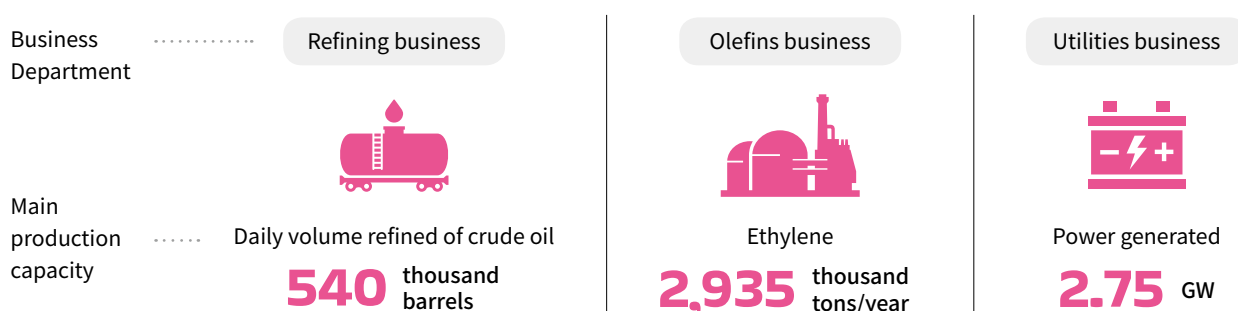 Business
Department
Refining business
Olefins business
Utilities business
Main
production
capacity
Daily volume refined of crude oil
540 thousand
barrels
Ethylene
2,935 thousand
tons/year
Power generated
2.75 GW